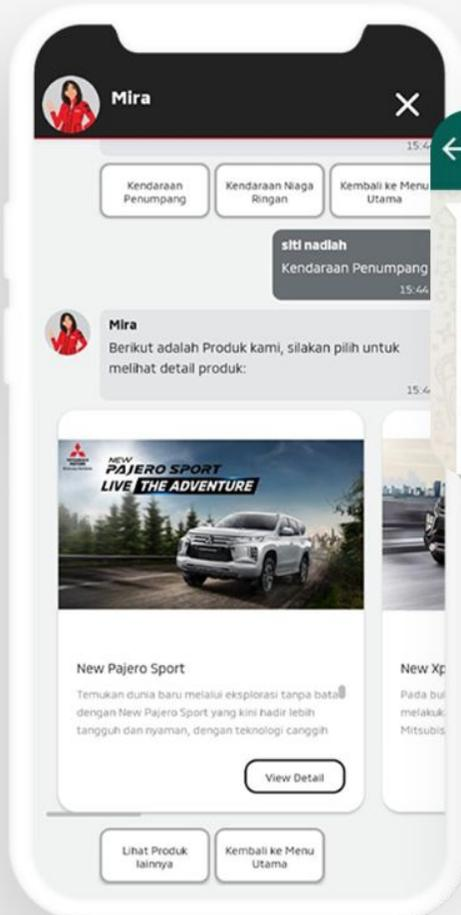 Mira
15:4
Kendaraan
Penumpang
Kendaraan Niaga
Ringan
Kembali ke Menu
Utama
siti nadiah
Kendaraan Penumpang
15:44
Mira
Berikut adalah Produk kami, silakan pilih untuk
melihat detail produk:
15:4
NEW
PAJERO SPORT
LIVE THE ADVENTURE
New Pajero Sport
Temukan dunia baru melalui eksplorasi tanpa batas
dengan New Pajero Sport yang kini hadir lebih
tangguh dan nyaman, dengan teknologi canggih
View Detail
New Xp
Pada bul
melakuk
Mitsubis
Lihat Produk
lainnya
Kembali ke Menu
Utama